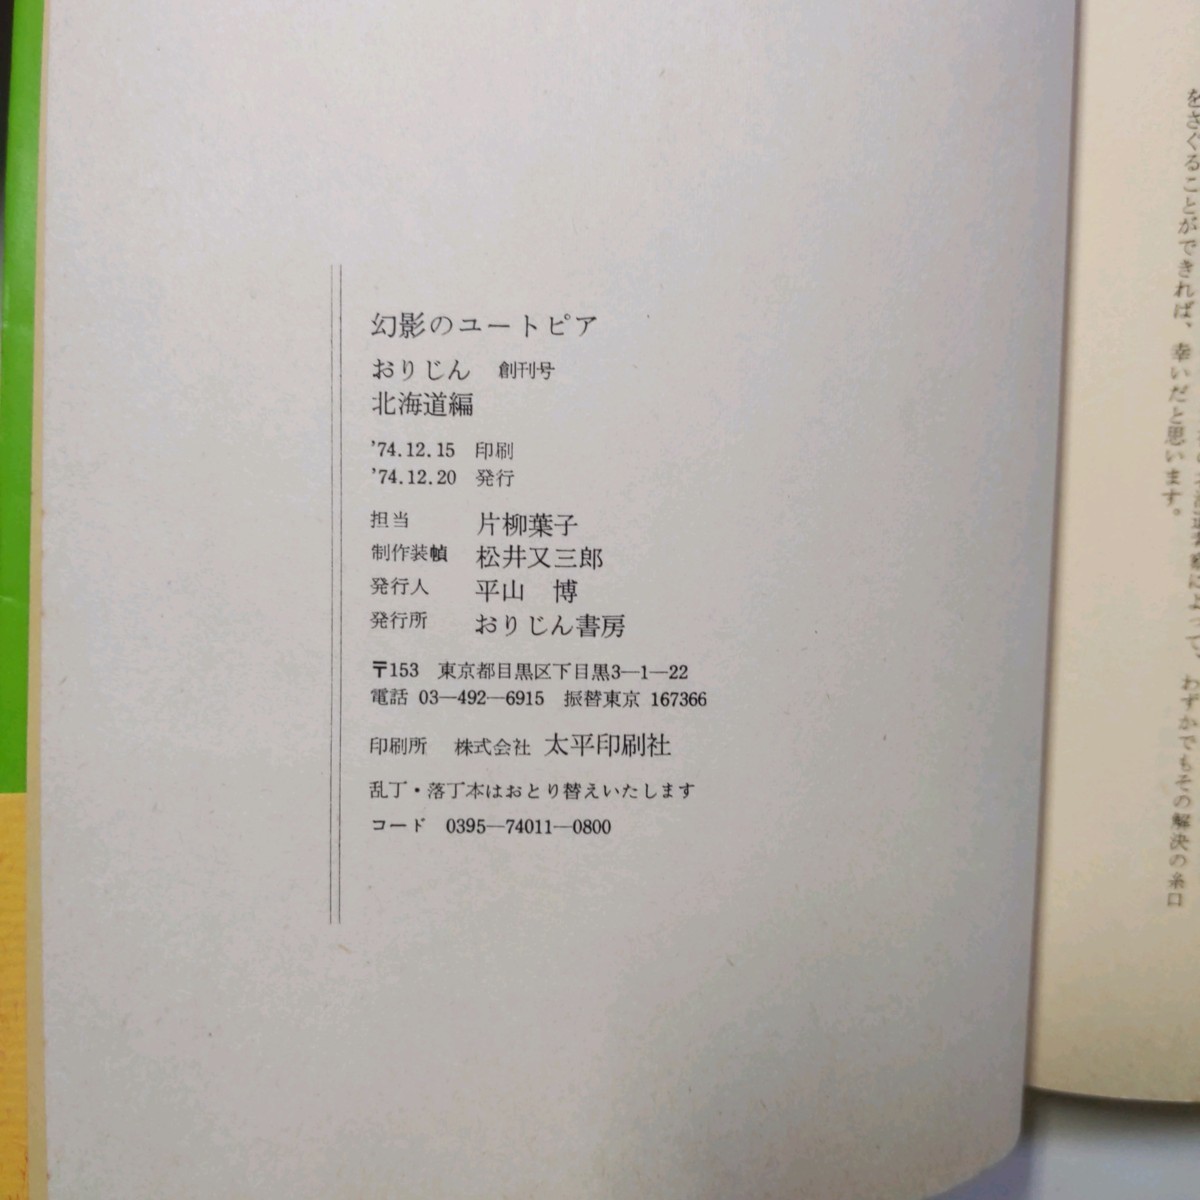 幻影のユートピア
おりじん　創刊号
北海道編
'74.12.15　印刷
'74.12.20　発行
担当　片柳葉子
制作装幀　松井又三郎
発行人　平山　博
発行所　おりじん書房
〒153　東京都目黒区下目黒3—1—22
電話 03—492—6915　振替東京 167366
印刷所　株式会社　太平印刷社
乱丁・落丁本はおとり替えいたします
コード　0395—74011—0800
によって、わずかでもその解決の糸口
をさぐることができれば、幸いだと思います。